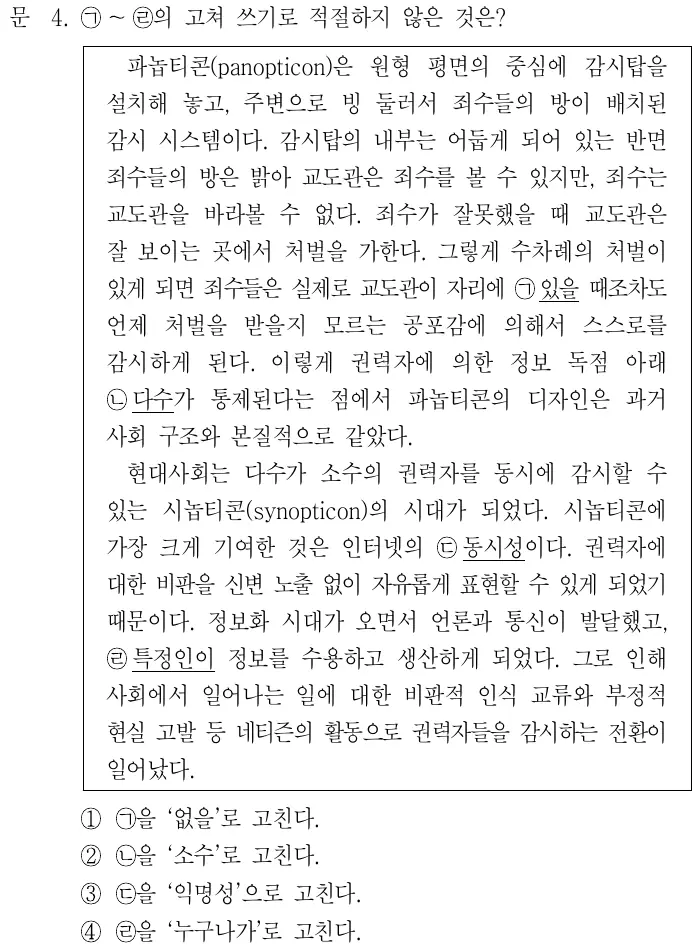 문 4. ㉠ ~ ㉣의 고쳐 쓰기로 적절하지 않은 것은?
파놉티콘(panopticon)은 원형 평면의 중심에 감시탑을
설치해 놓고, 주변으로 빙 둘러서 죄수들의 방이 배치된
감시 시스템이다. 감시탑의 내부는 어둡게 되어 있는 반면
죄수들의 방은 밝아 교도관은 죄수를 볼 수 있지만, 죄수는
교도관을 바라볼 수 없다. 죄수가 잘못했을 때 교도관은
잘 보이는 곳에서 처벌을 가한다. 그렇게 수차례의 처벌이
있게 되면 죄수들은 실제로 교도관이 자리에 ㉠ 있을 때조차도
언제 처벌을 받을지 모르는 공포감에 의해서 스스로를
감시하게 된다. 이렇게 권력자에 의한 정보 독점 아래
㉡ 다수가 통제된다는 점에서 파놉티콘의 디자인은 과거
사회 구조와 본질적으로 같았다.
현대사회는 다수가 소수의 권력자를 동시에 감시할 수
있는 시놉티콘(synopticon)의 시대가 되었다. 시놉티콘에
가장 크게 기여한 것은 인터넷의 ㉢ 동시성이다. 권력자에
대한 비판을 신변 노출 없이 자유롭게 표현할 수 있게 되었기
때문이다. 정보화 시대가 오면서 언론과 통신이 발달했고,
㉣ 특정인이 정보를 수용하고 생산하게 되었다. 그로 인해
사회에서 일어나는 일에 대한 비판적 인식 교류와 부정적
현실 고발 등 네티즌의 활동으로 권력자들을 감시하는 전환이
일어났다.
① ㉠을 ‘없을’로 고친다.
② ㉡을 ‘소수’로 고친다.
③ ㉢을 ‘익명성’으로 고친다.
④ ㉣을 ‘누구나가’로 고친다.